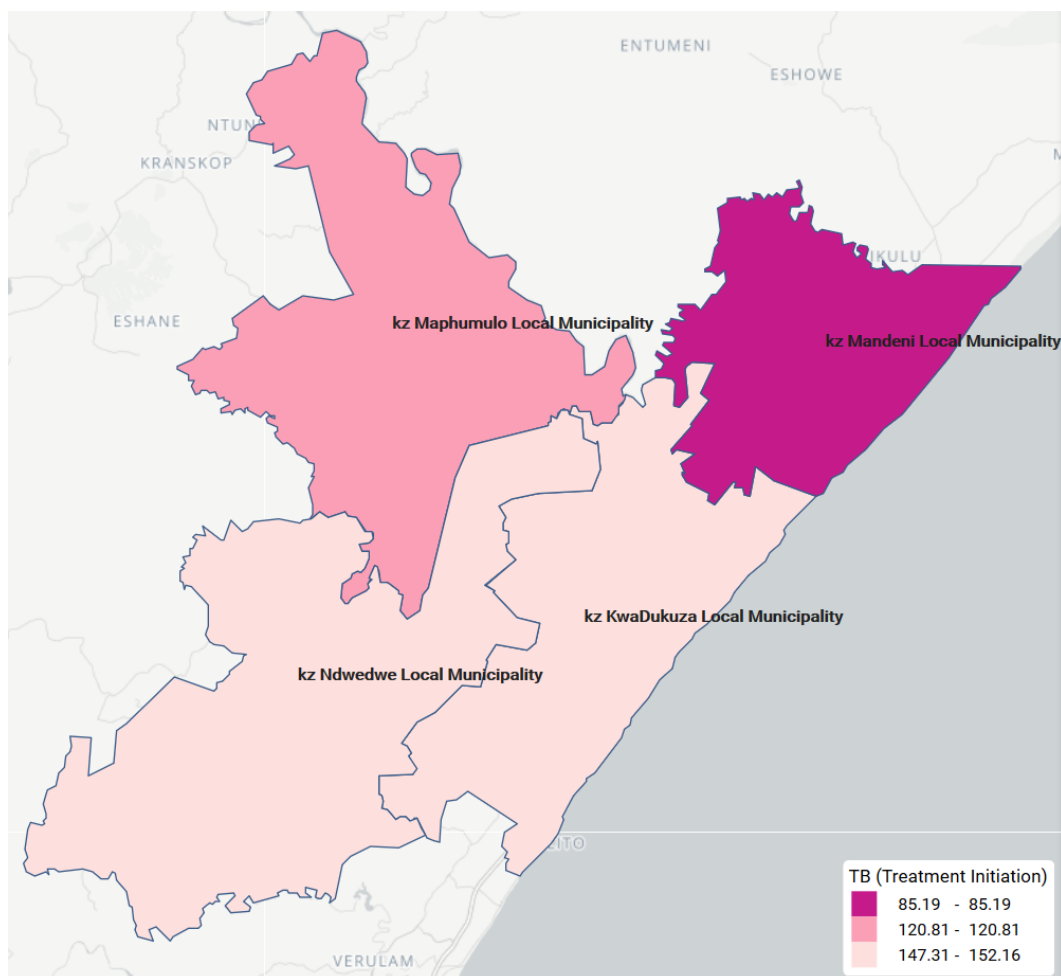 ENTUMENI
ESHOWE
NTUN
KRANSKOP
IKULU
ESHANE
kz Maphumulo Local Municipality
kz Mandeni Local Municipality
kz KwaDukuza Local Municipality
kz Ndwedwe Local Municipality
LITO
VERULAM
TB (Treatment Initiation)
85.19 - 85.19
120.81 - 120.81
147.31 - 152.16